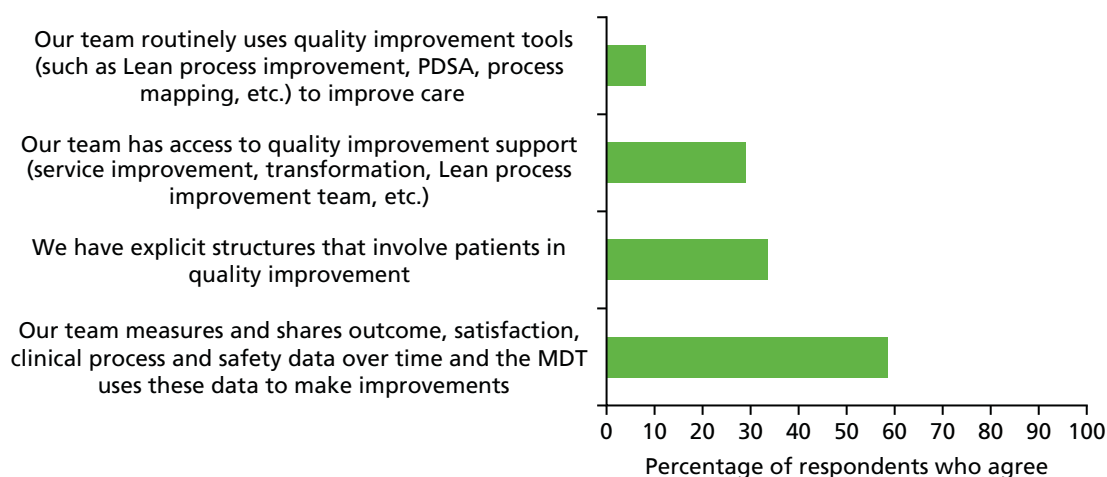 Our team routinely uses quality improvement tools
(such as Lean process improvement, PDSA, process
mapping, etc.) to improve care
Our team has access to quality improvement support
(service improvement, transformation, Lean process
improvement team, etc.)
We have explicit structures that involve patients in
quality improvement
Our team measures and shares outcome, satisfaction,
clinical process and safety data over time and the MDT
uses these data to make improvements
0 10 20 30 40 50 60 70 80 90 100
Percentage of respondents who agree